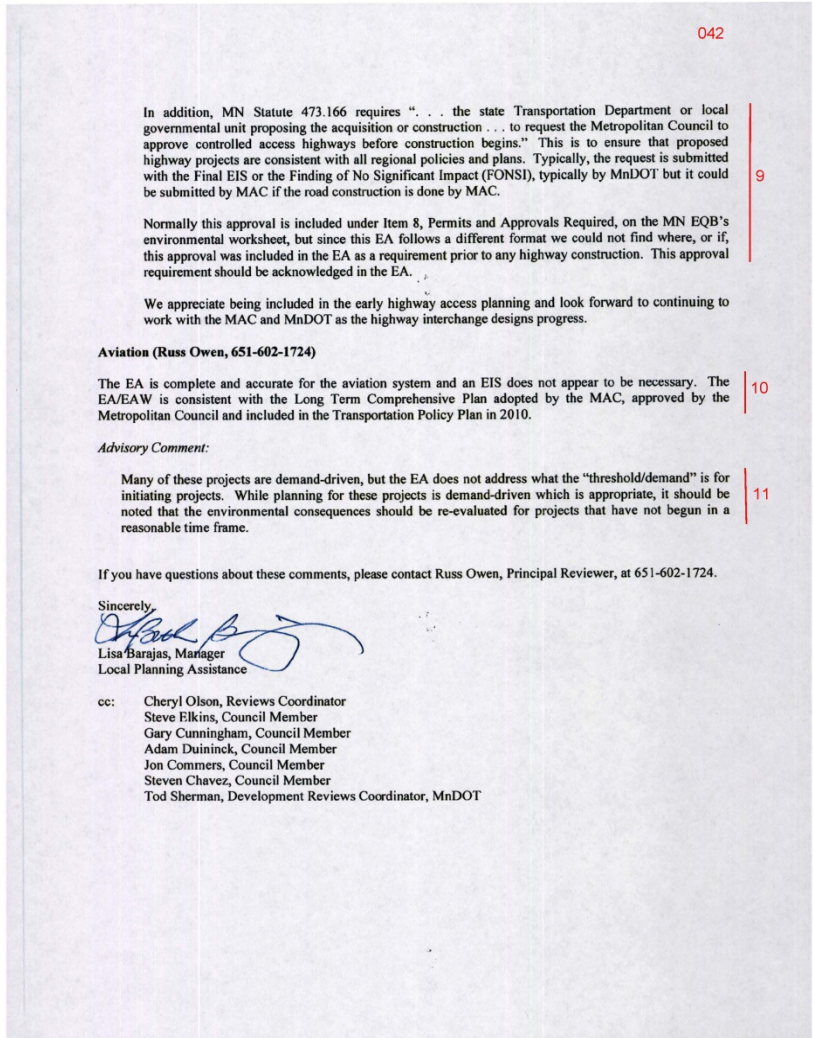 042
In addition, MN Statute 473.166 requires “. . . the state Transportation Department or local
governmental unit proposing the acquisition or construction . . . to request the Metropolitan Council to
approve controlled access highways before construction begins.” This is to ensure that proposed
highway projects are consistent with all regional policies and plans. Typically, the request is submitted
with the Final EIS or the Finding of No Significant Impact (FONSI), typically by MnDOT but it could
be submitted by MAC if the road construction is done by MAC.
9
Normally this approval is included under Item 8, Permits and Approvals Required, on the MN EQB's
environmental worksheet, but since this EA follows a different format we could not find where, or if,
this approval was included in the EA as a requirement prior to any highway construction. This approval
requirement should be acknowledged in the EA.
We appreciate being included in the early highway access planning and look forward to continuing to
work with the MAC and MnDOT as the highway interchange designs progress.
Aviation (Russ Owen, 651-602-1724)
The EA is complete and accurate for the aviation system and an EIS does not appear to be necessary. The
EA/EAW is consistent with the Long Term Comprehensive Plan adopted by the MAC, approved by the
Metropolitan Council and included in the Transportation Policy Plan in 2010.
10
Advisory Comment:
Many of these projects are demand-driven, but the EA does not address what the “threshold/demand” is for
initiating projects. While planning for these projects is demand-driven which is appropriate, it should be
noted that the environmental consequences should be re-evaluated for projects that have not begun in a
reasonable time frame.
11
If you have questions about these comments, please contact Russ Owen, Principal Reviewer, at 651-602-1724.
Sincerely,
Lisa Barajas, Manager
Local Planning Assistance
cc: Cheryl Olson, Reviews Coordinator
Steve Elkins, Council Member
Gary Cunningham, Council Member
Adam Duininck, Council Member
Jon Commers, Council Member
Steven Chavez, Council Member
Tod Sherman, Development Reviews Coordinator, MnDOT